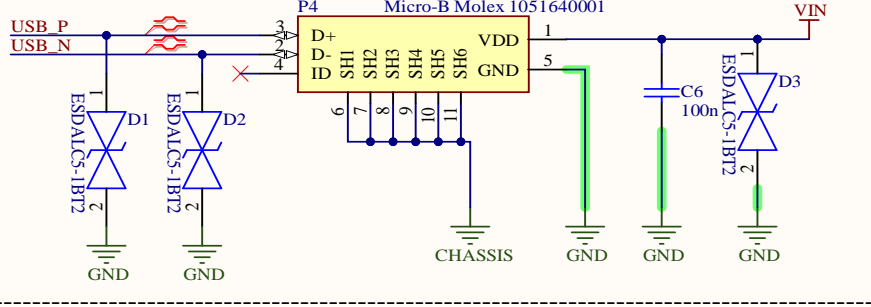 P4
Micro-B Molex 1051640001
VIN
USB_P
USB_N
3
2
4
D+
D-
ID
SH1
SH2
SH3
SH4
SH5
SH6
VDD
GND
1
5
6
7
8
9
10
11
1
ESDALC5-1BT2
D1
2
GND
1
ESDALC5-1BT2
D2
2
GND
CHASSIS
GND
C6
100n
GND
1
ESDALC5-1BT2
D3
2
GND